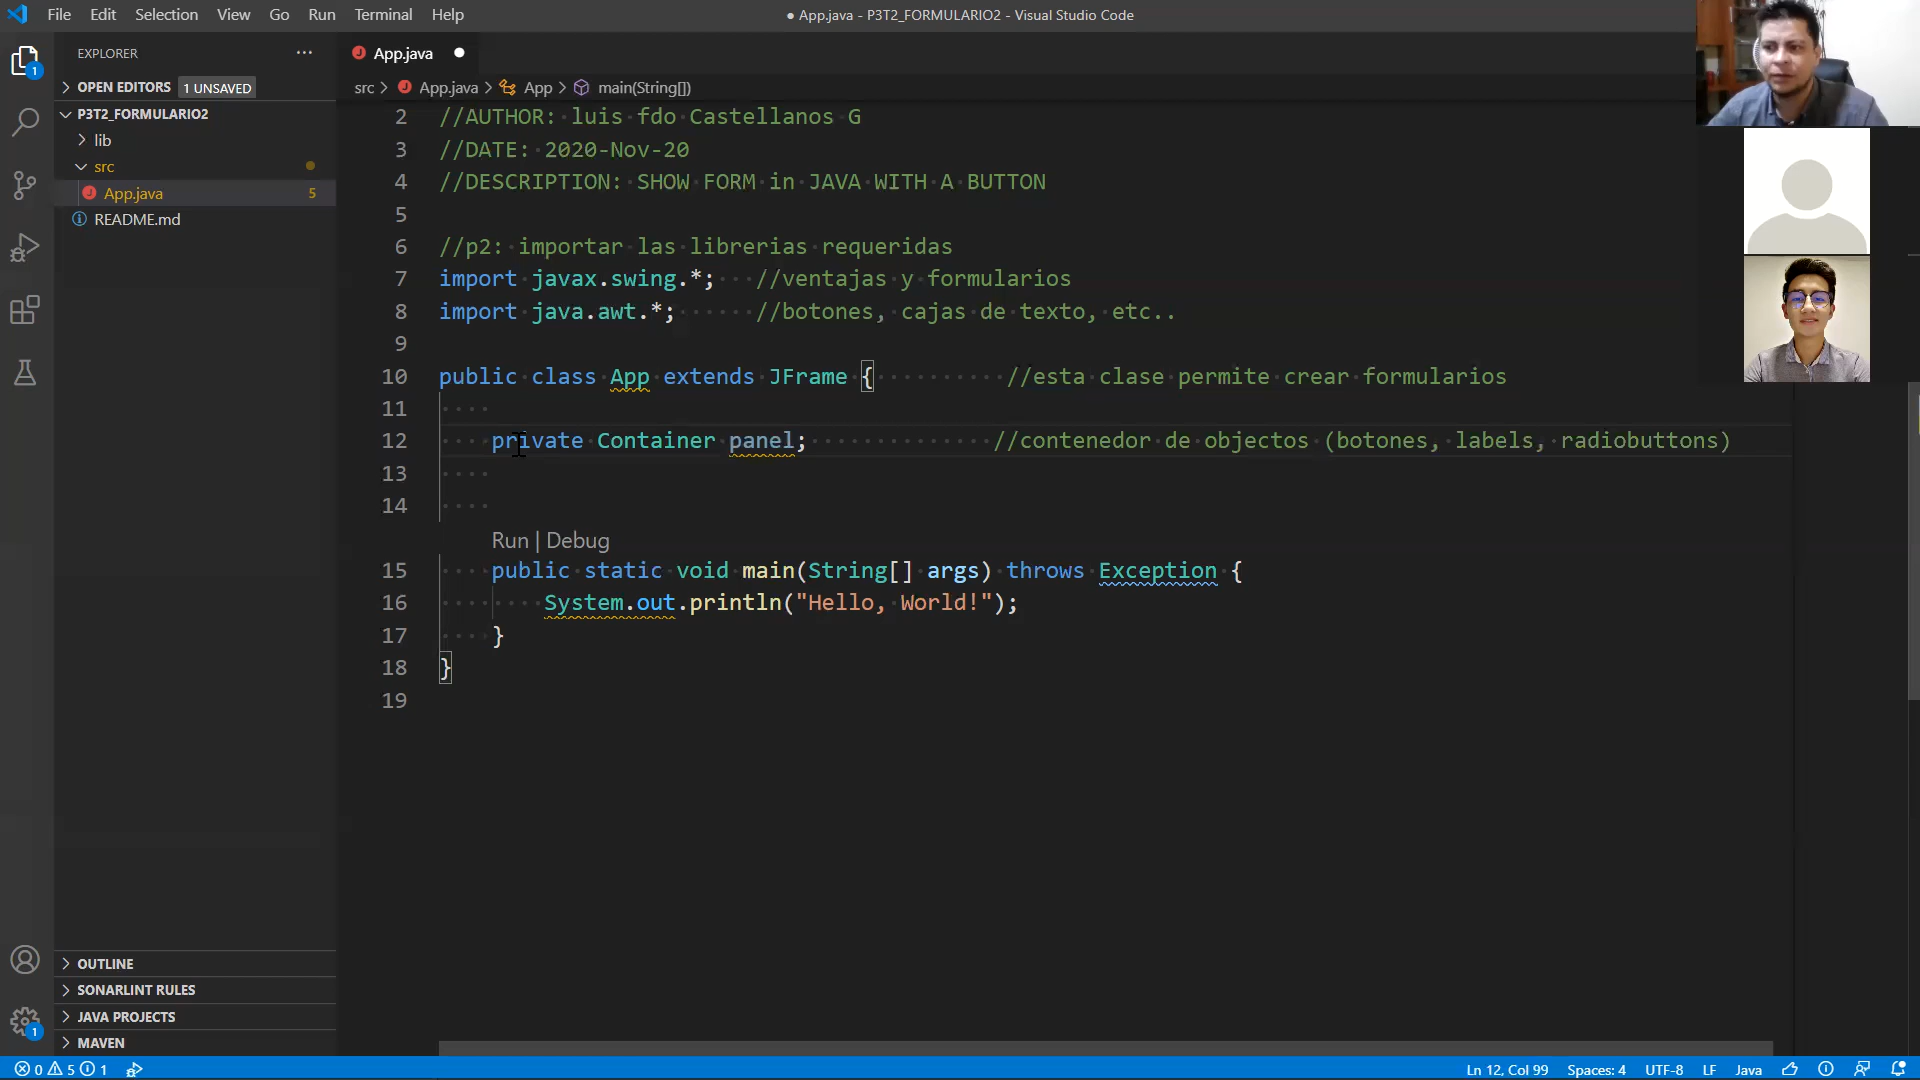 File Edit Selection View Go Run Terminal Help
● App.java - P3T2_FORMULARIO2 - Visual Studio Code
EXPLORER ···
OPEN EDITORS 1 UNSAVED
P3T2_FORMULARIO2
lib
src
App.java 5
README.md
OUTLINE
SONARLINT RULES
JAVA PROJECTS
MAVEN
1
1
App.java
src > App.java > App > main(String[])
2 //AUTHOR: luis fdo Castellanos G
3 //DATE: 2020-Nov-20
4 //DESCRIPTION: SHOW FORM in JAVA WITH A BUTTON
5
6 //p2: importar las librerias requeridas
7 import javax.swing.*; //ventajas y formularios
8 import java.awt.*; //botones, cajas de texto, etc..
9
10 public class App extends JFrame { //esta clase permite crear formularios
11
12 private Container panel; //contenedor de objectos (botones, labels, radiobuttons)
13
14
Run | Debug
15 public static void main(String[] args) throws Exception {
16 System.out.println("Hello, World!");
17 }
18 }
19
0 5 1
Ln 12, Col 99 Spaces: 4 UTF-8 LF Java